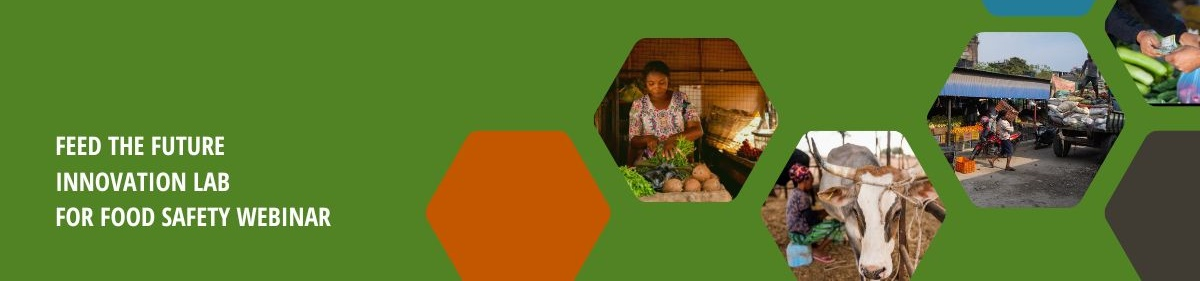 FEED THE FUTURE
INNOVATION LAB
FOR FOOD SAFETY WEBINAR